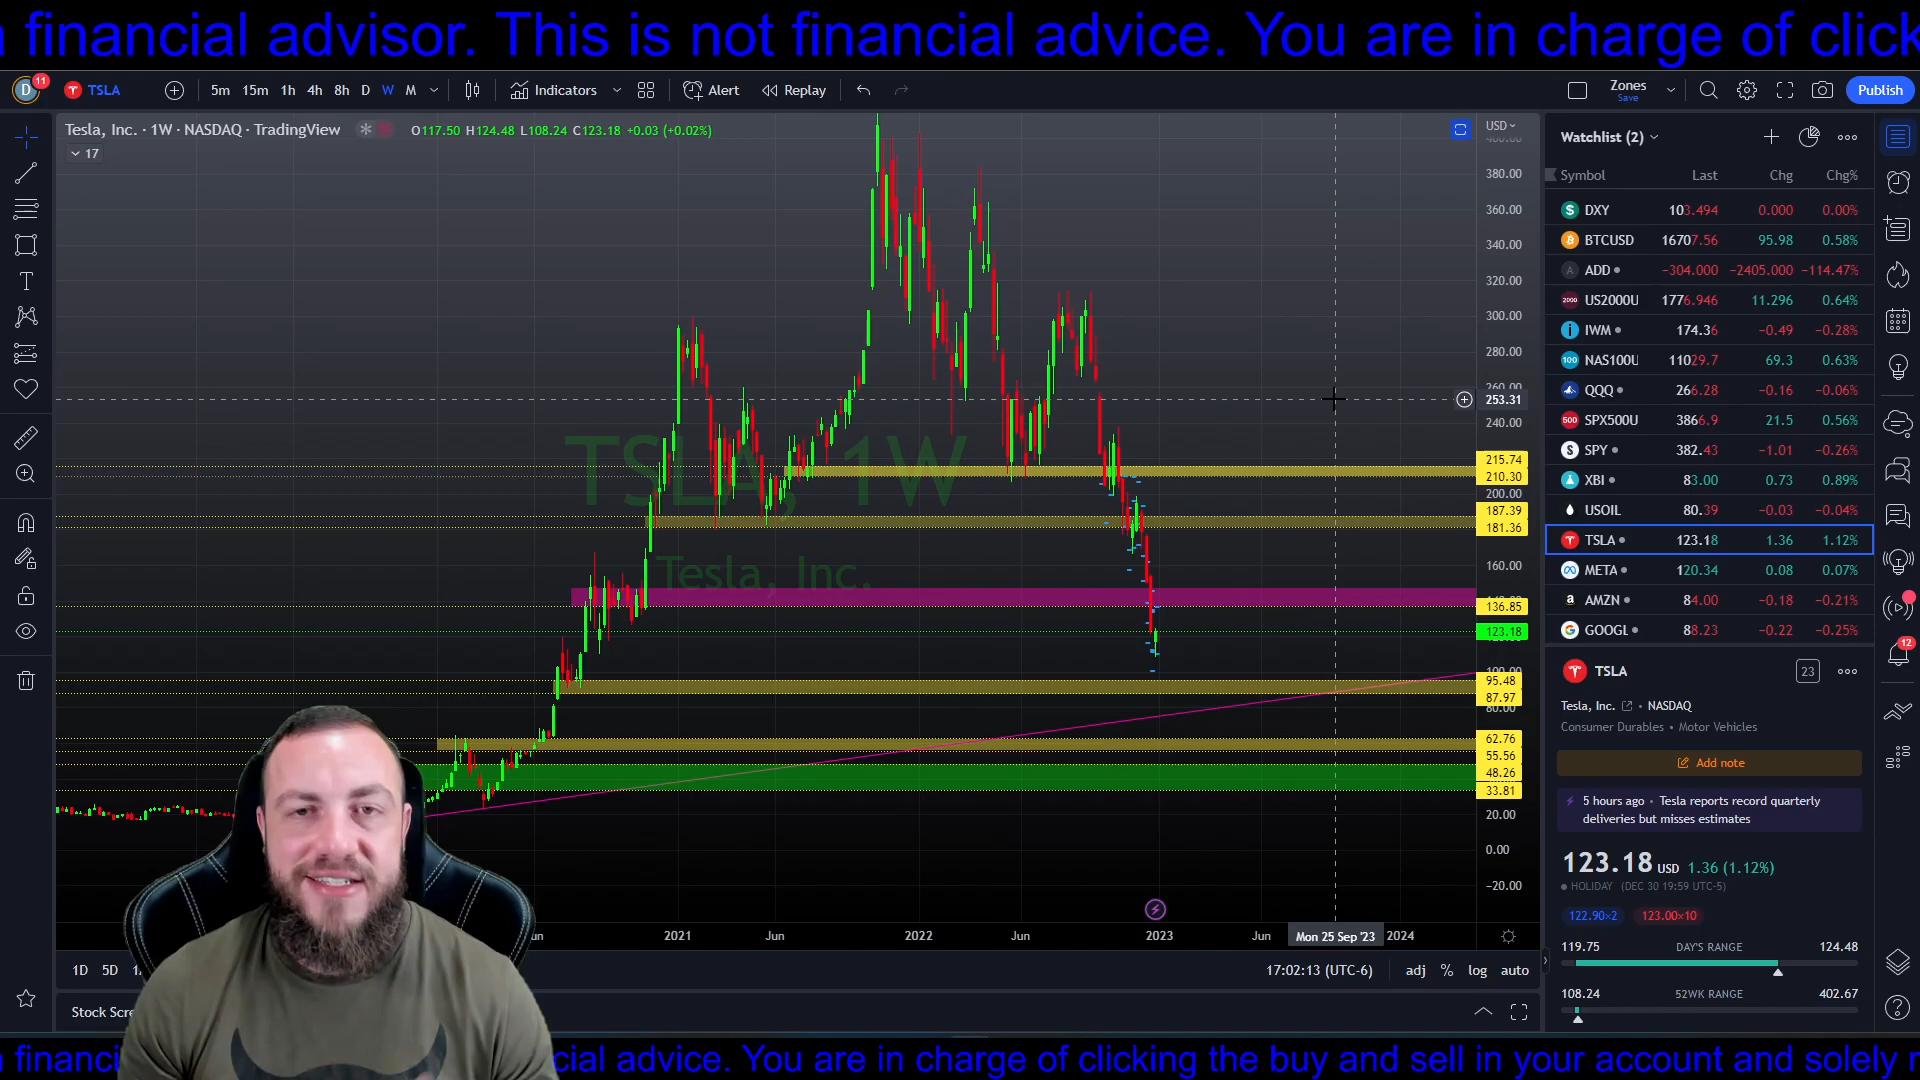 financial advisor. This is not financial advice. You are in charge of click
D 11 TSLA 5m 15m 1h 4h 8h D W M Indicators Alert Replay Zones Save Publish
Tesla, Inc. · 1W · NASDAQ · TradingView O117.50 H124.48 L108.24 C123.18 +0.03 (+0.02%) USD
17
Watchlist (2)
Symbol Last Chg Chg%
DXY 103.494 0.000 0.00%
BTCUSD 16707.56 95.98 0.58%
ADD −304.000 −2405.000 −114.47%
US2000U 1776.946 11.296 0.64%
IWM 174.36 −0.49 −0.28%
NAS100U 11029.7 69.3 0.63%
QQQ 266.28 −0.16 −0.06%
SPX500U 3866.9 21.5 0.56%
SPY 382.43 −1.01 −0.26%
XBI 83.00 0.73 0.89%
USOIL 80.39 −0.03 −0.04%
TSLA 123.18 1.36 1.12%
META 120.34 0.08 0.07%
AMZN 84.00 −0.18 −0.21%
GOOGL 88.23 −0.22 −0.25%
380.00
360.00
340.00
320.00
300.00
280.00
260.00
253.31
240.00
215.74
210.30
200.00
187.39
181.36
160.00
136.85
123.18
100.00
95.48
87.97
80.00
62.76
55.56
48.26
33.81
20.00
0.00
−20.00
TSLA, 1W
Tesla, Inc.
12
TSLA 23
Tesla, Inc. · NASDAQ
Consumer Durables · Motor Vehicles
Add note
5 hours ago · Tesla reports record quarterly
deliveries but misses estimates
123.18 USD 1.36 (1.12%)
HOLIDAY (DEC 30 19:59 UTC-5)
122.90×2 123.00×10
119.75 DAY'S RANGE 124.48
108.24 52WK RANGE 402.67
2021 Jun 2022 Jun 2023 Jun Mon 25 Sep '23 2024
1D 5D 17:02:13 (UTC-6) adj % log auto
Stock Scre
financi cial advice. You are in charge of clicking the buy and sell in your account and solely r